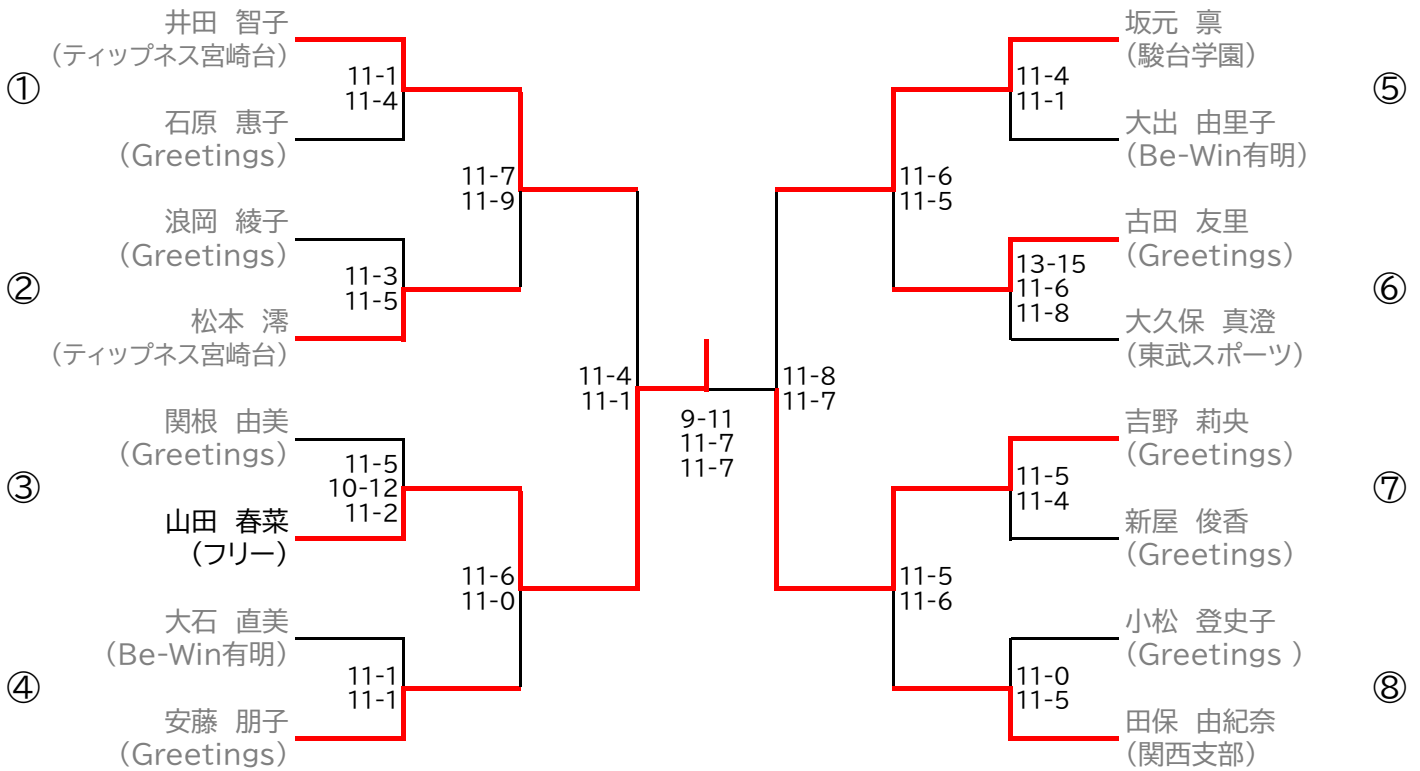 井田 智子
(ティップネス宮崎台)
①
11-1
11-4
石原 惠子
(Greetings)
11-7
11-9
浪岡 綾子
(Greetings)
②
11-3
11-5
松本 澪
(ティップネス宮崎台)
11-4
11-1
関根 由美
(Greetings)
③
11-5
10-12
11-2
山田 春菜
(フリー)
11-6
11-0
大石 直美
(Be-Win有明)
④
11-1
11-1
安藤 朋子
(Greetings)
9-11
11-7
11-7
坂元 禀
(駿台学園)
⑤
11-4
11-1
大出 由里子
(Be-Win有明)
11-6
11-5
古田 友里
(Greetings)
⑥
13-15
11-6
11-8
大久保 真澄
(東武スポーツ)
11-8
11-7
吉野 莉央
(Greetings)
⑦
11-5
11-4
新屋 俊香
(Greetings)
11-5
11-6
小松 登史子
(Greetings )
⑧
11-0
11-5
田保 由紀奈
(関西支部)